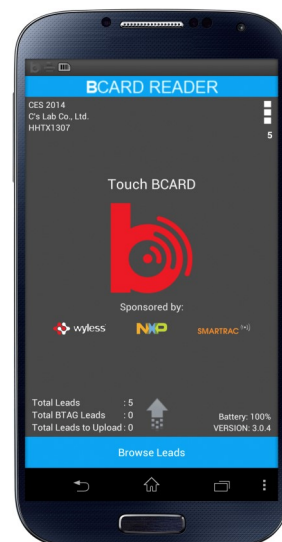 BCARD READER
CES 2014
C's Lab Co., Ltd.
HHTX1307
5
Touch BCARD
b
Sponsored by:
wyless
NXP
SMARTRAC
Total Leads : 5
Total BTAG Leads : 0
Total Leads to Upload : 0
Battery: 100%
VERSION: 3.0.4
Browse Leads